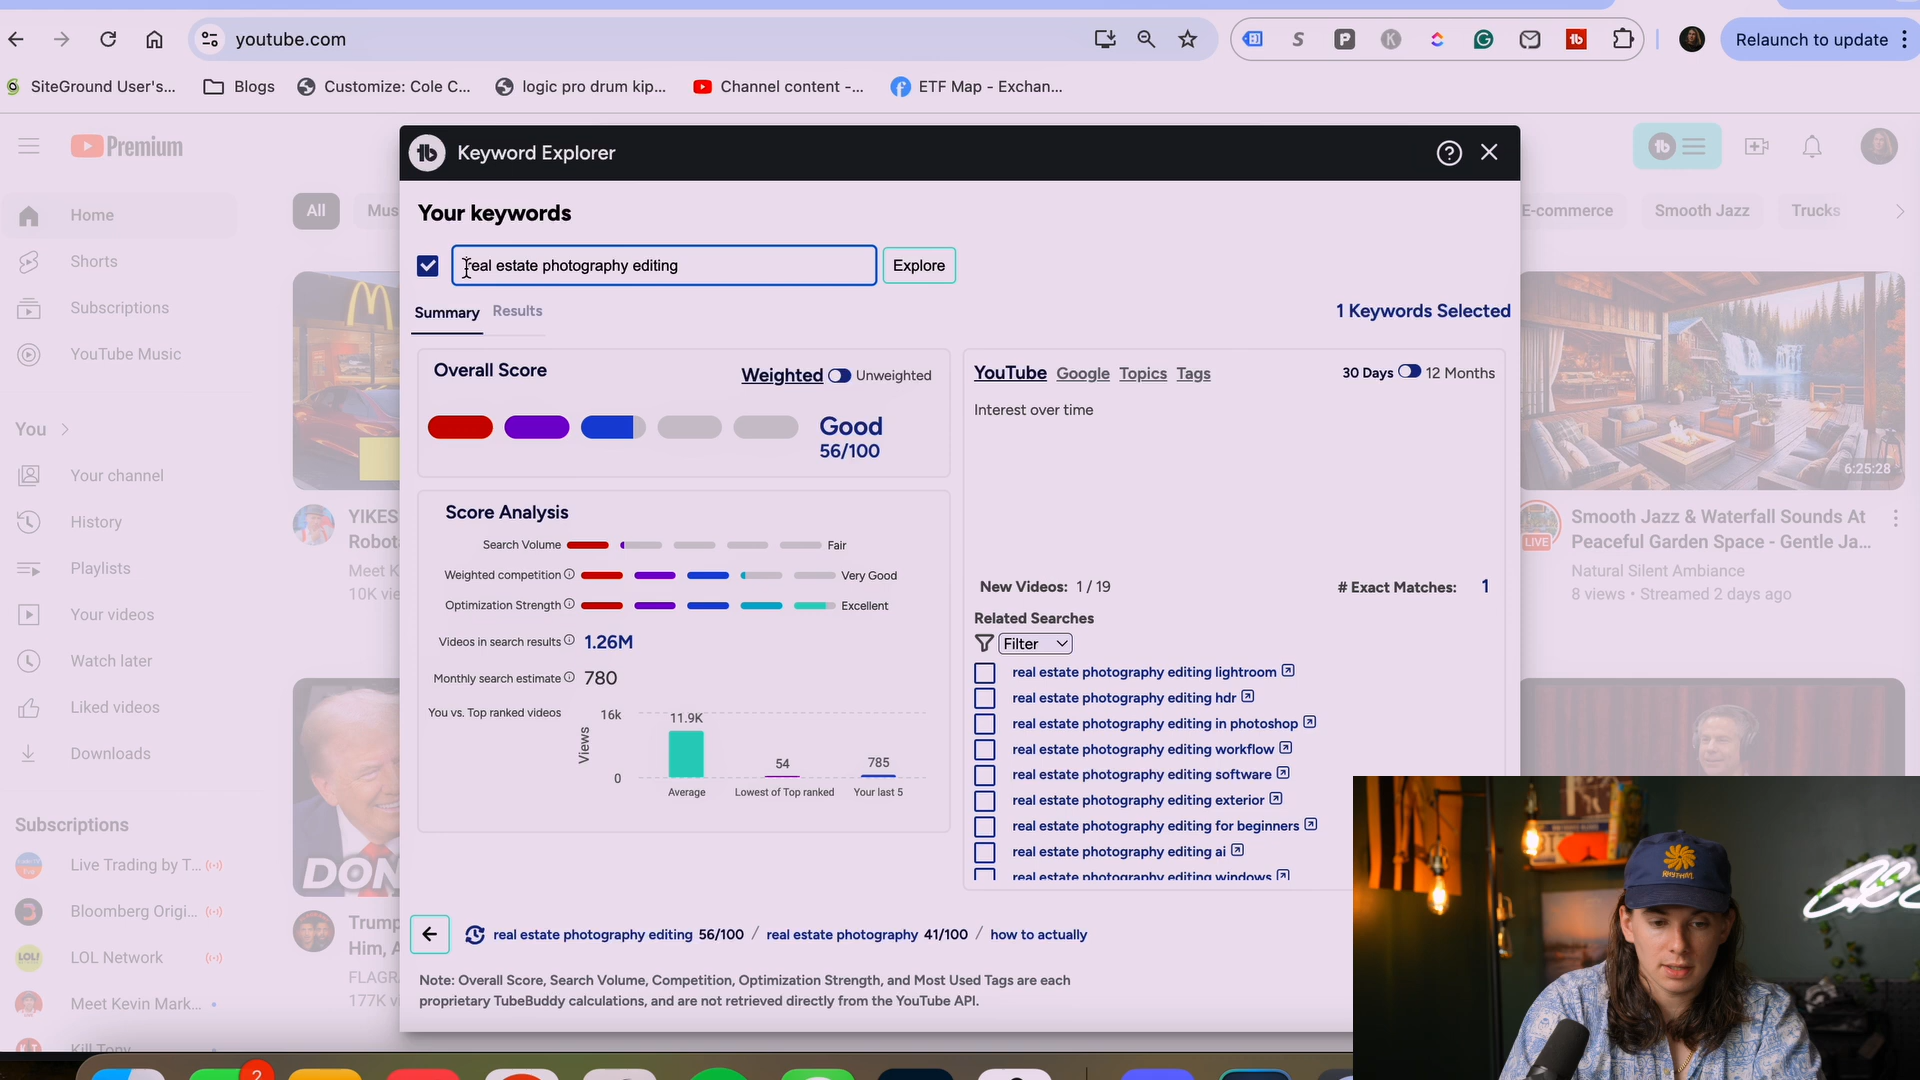 youtube.com
Relaunch to update
SiteGround User's...
Blogs
Customize: Cole C...
logic pro drum kip...
Channel content -...
ETF Map - Exchan...
Premium
Keyword Explorer
Home
Shorts
Subscriptions
YouTube Music
You
Your channel
History
Playlists
Your videos
Watch later
Liked videos
Downloads
Subscriptions
Live Trading by T...
Bloomberg Origi...
LOL Network
Meet Kevin Mark...
Kill Tony
All
Mus
E-commerce
Smooth Jazz
Trucks
YIKES
Robot
Meet K
10K vie
DON
Trump
Him, A
FLAGR
177K v
Your keywords
real estate photography editing
Explore
Summary
Results
1 Keywords Selected
Overall Score
Weighted
Unweighted
Good
56/100
Score Analysis
Search Volume
Fair
Weighted competition
Very Good
Optimization Strength
Excellent
Videos in search results
1.26M
Monthly search estimate
780
You vs. Top ranked videos
16k
0
Views
11.9K
54
785
Average
Lowest of Top ranked
Your last 5
YouTube
Google
Topics
Tags
30 Days
12 Months
Interest over time
New Videos: 1 / 19
# Exact Matches: 1
Related Searches
Filter
real estate photography editing lightroom
real estate photography editing hdr
real estate photography editing in photoshop
real estate photography editing workflow
real estate photography editing software
real estate photography editing exterior
real estate photography editing for beginners
real estate photography editing ai
real estate photography editing windows
real estate photography editing 56/100 / real estate photography 41/100 / how to actually
Note: Overall Score, Search Volume, Competition, Optimization Strength, and Most Used Tags are each
proprietary TubeBuddy calculations, and are not retrieved directly from the YouTube API.
6:25:28
LIVE
Smooth Jazz & Waterfall Sounds At
Peaceful Garden Space - Gentle Ja...
Natural Silent Ambiance
8 views • Streamed 2 days ago
2